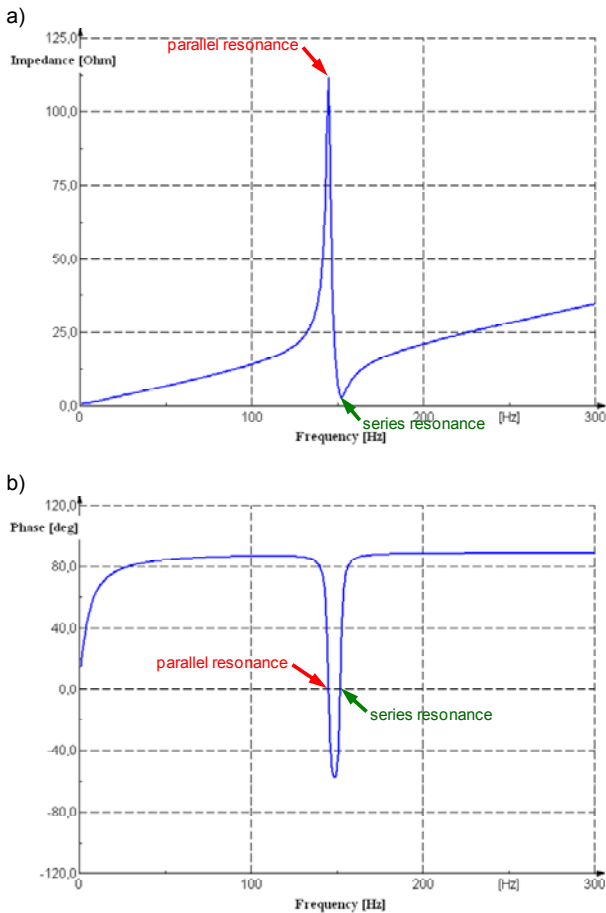 a)
125,0
parallel resonance
Impedance [Ohm]
100,0
75,0
50,0
25,0
0,0
series resonance
0
100
200
[Hz]
300
Frequency [Hz]
b)
120,0
Phase [deg]
80,0
40,0
parallel resonance
0,0
series resonance
-40,0
-80,0
-120,0
0
100
200
[Hz]
300
Frequency [Hz]